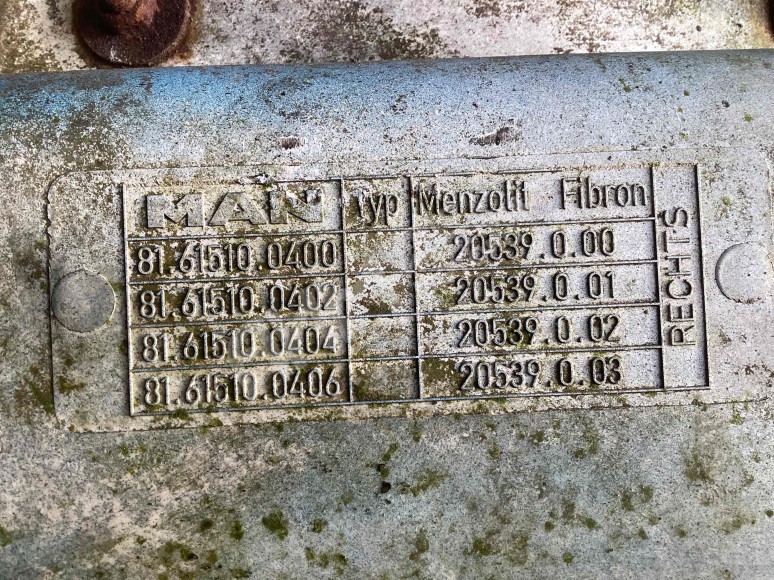 MAN Typ Menzolit Fibron
81.61510.0400 20539.0.00
81.61510.0402 20539.0.01
81.61510.0404 20539.0.02
81.61510.0406 20539.0.03
RECHTS